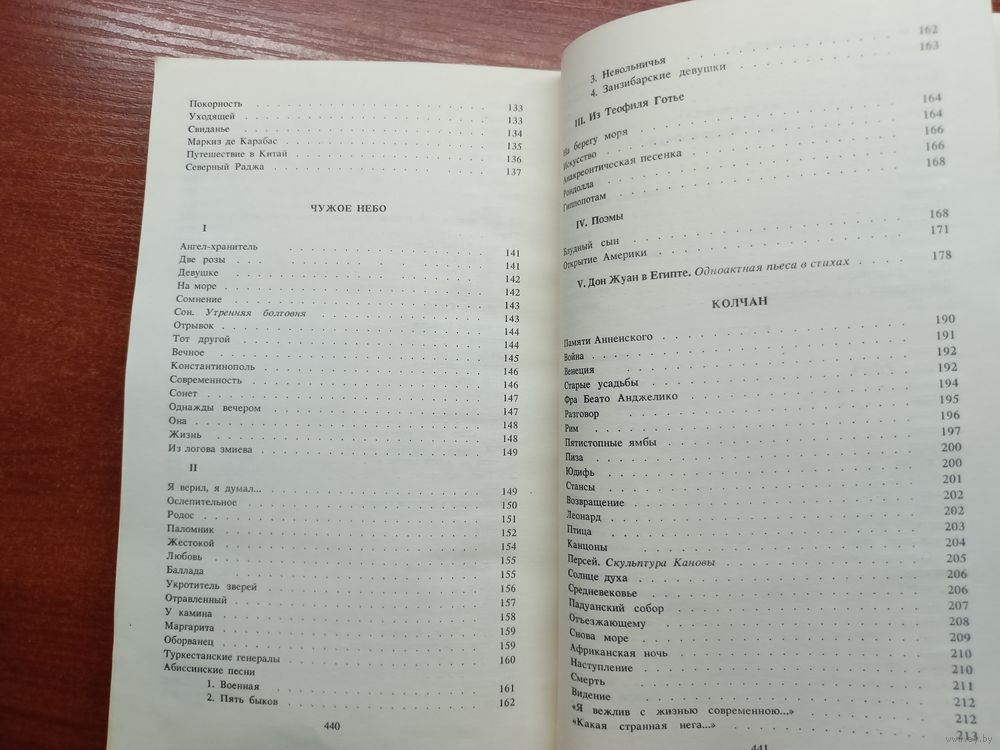 Покорность . . . 133
Уходящей . . . 133
Свиданье . . . 134
Маркиз де Карабас . . . 135
Путешествие в Китай . . . 136
Северный Раджа . . . 137
ЧУЖОЕ НЕБО
I
Ангел-хранитель . . . 141
Две розы . . . 141
Девушке . . . 142
На море . . . 142
Сомнение . . . 143
Сон. Утренняя болтовня . . . 143
Отрывок . . . 144
Тот другой . . . 144
Вечное . . . 145
Константинополь . . . 146
Современность . . . 146
Сонет . . . 147
Однажды вечером . . . 147
Она . . . 148
Жизнь . . . 148
Из логова змиева . . . 149
II
Я верил, я думал... . . . 149
Ослепительное . . . 150
Родос . . . 151
Паломник . . . 152
Жестокой . . . 154
Любовь . . . 155
Баллада . . . 155
Укротитель зверей . . . 156
Отравленный . . . 157
У камина . . . 158
Маргарита . . . 159
Оборванец . . . 159
Туркестанские генералы . . . 160
Абиссинские песни
1. Военная . . . 161
2. Пять быков . . . 162
440
3. Невольничья . . . 162
4. Занзибарские девушки . . . 163
III. Из Теофиля Готье
На берегу моря . . . 164
Искусство . . . 164
Анакреонтическая песенка . . . 166
Рондолла . . . 166
Гиппопотам . . . 168
IV. Поэмы
Блудный сын . . . 168
Открытие Америки . . . 171
V. Дон Жуан в Египте. Одноактная пьеса в стихах . . . 178
КОЛЧАН
Памяти Анненского . . . 190
Война . . . 191
Венеция . . . 192
Старые усадьбы . . . 192
Фра Беато Анджелико . . . 194
Разговор . . . 195
Рим . . . 196
Пятистопные ямбы . . . 197
Пиза . . . 200
Юдифь . . . 200
Стансы . . . 201
Возвращение . . . 202
Леонард . . . 202
Птица . . . 203
Канцоны . . . 204
Персей. Скульптура Кановы . . . 205
Солнце духа . . . 206
Средневековье . . . 206
Падуанский собор . . . 207
Отъезжающему . . . 208
Снова море . . . 209
Африканская ночь . . . 210
Наступление . . . 210
Смерть . . . 211
Видение . . . 212
"Я вежлив с жизнью современною..." . . . 212
"Какая странная нега..." . . . 213
441